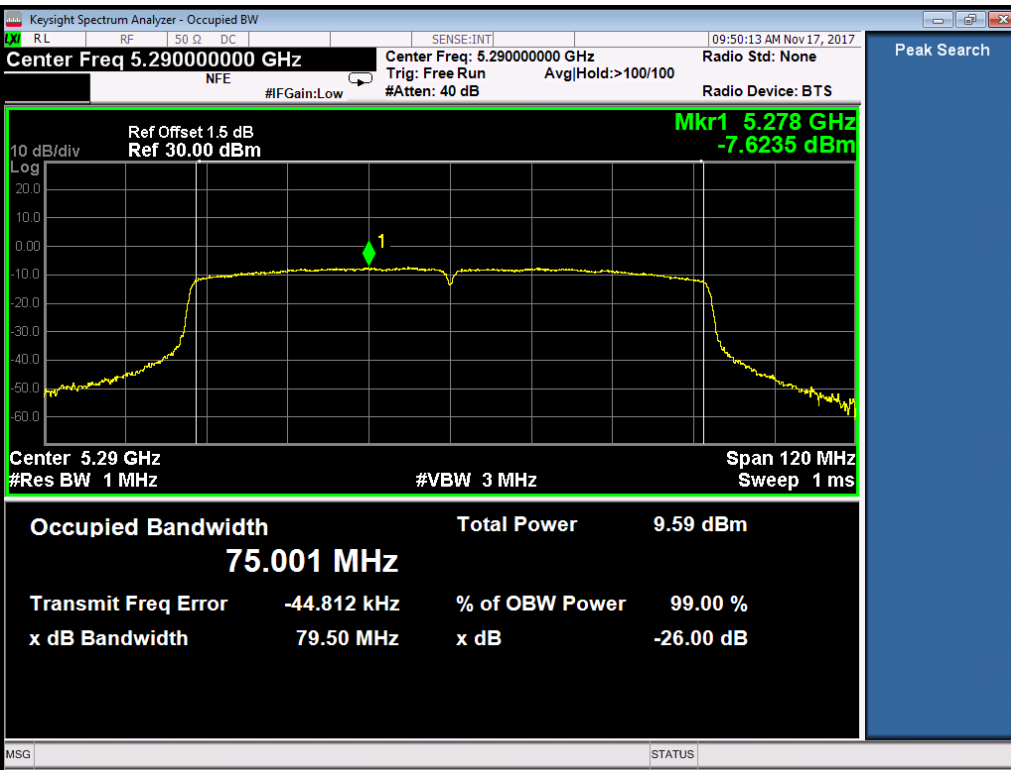 Keysight Spectrum Analyzer - Occupied BW
LXI RL RF 50 Ω DC SENSE:INT 09:50:13 AM Nov 17, 2017
Center Freq 5.290000000 GHz
NFE
#IFGain:Low
Center Freq: 5.290000000 GHz
Trig: Free Run Avg|Hold:>100/100
#Atten: 40 dB
Radio Std: None
Radio Device: BTS
Peak Search
Ref Offset 1.5 dB
10 dB/div Ref 30.00 dBm
Log
Mkr1 5.278 GHz
-7.6235 dBm
20.0
10.0
0.00
-10.0
-20.0
-30.0
-40.0
-50.0
-60.0
1
Center 5.29 GHz Span 120 MHz
#Res BW 1 MHz #VBW 3 MHz Sweep 1 ms
Occupied Bandwidth Total Power 9.59 dBm
75.001 MHz
Transmit Freq Error -44.812 kHz % of OBW Power 99.00 %
x dB Bandwidth 79.50 MHz x dB -26.00 dB
MSG STATUS